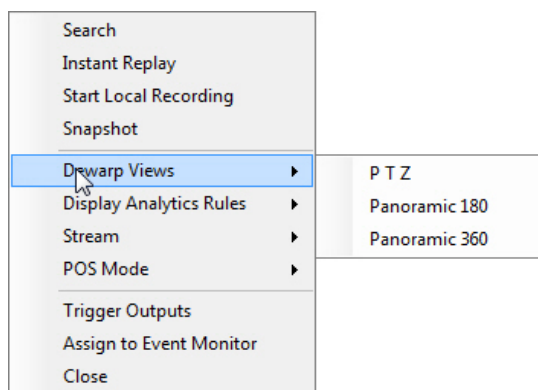 Search
Instant Replay
Start Local Recording
Snapshot
Dewarp Views
Display Analytics Rules
Stream
POS Mode
Trigger Outputs
Assign to Event Monitor
Close
P T Z
Panoramic 180
Panoramic 360